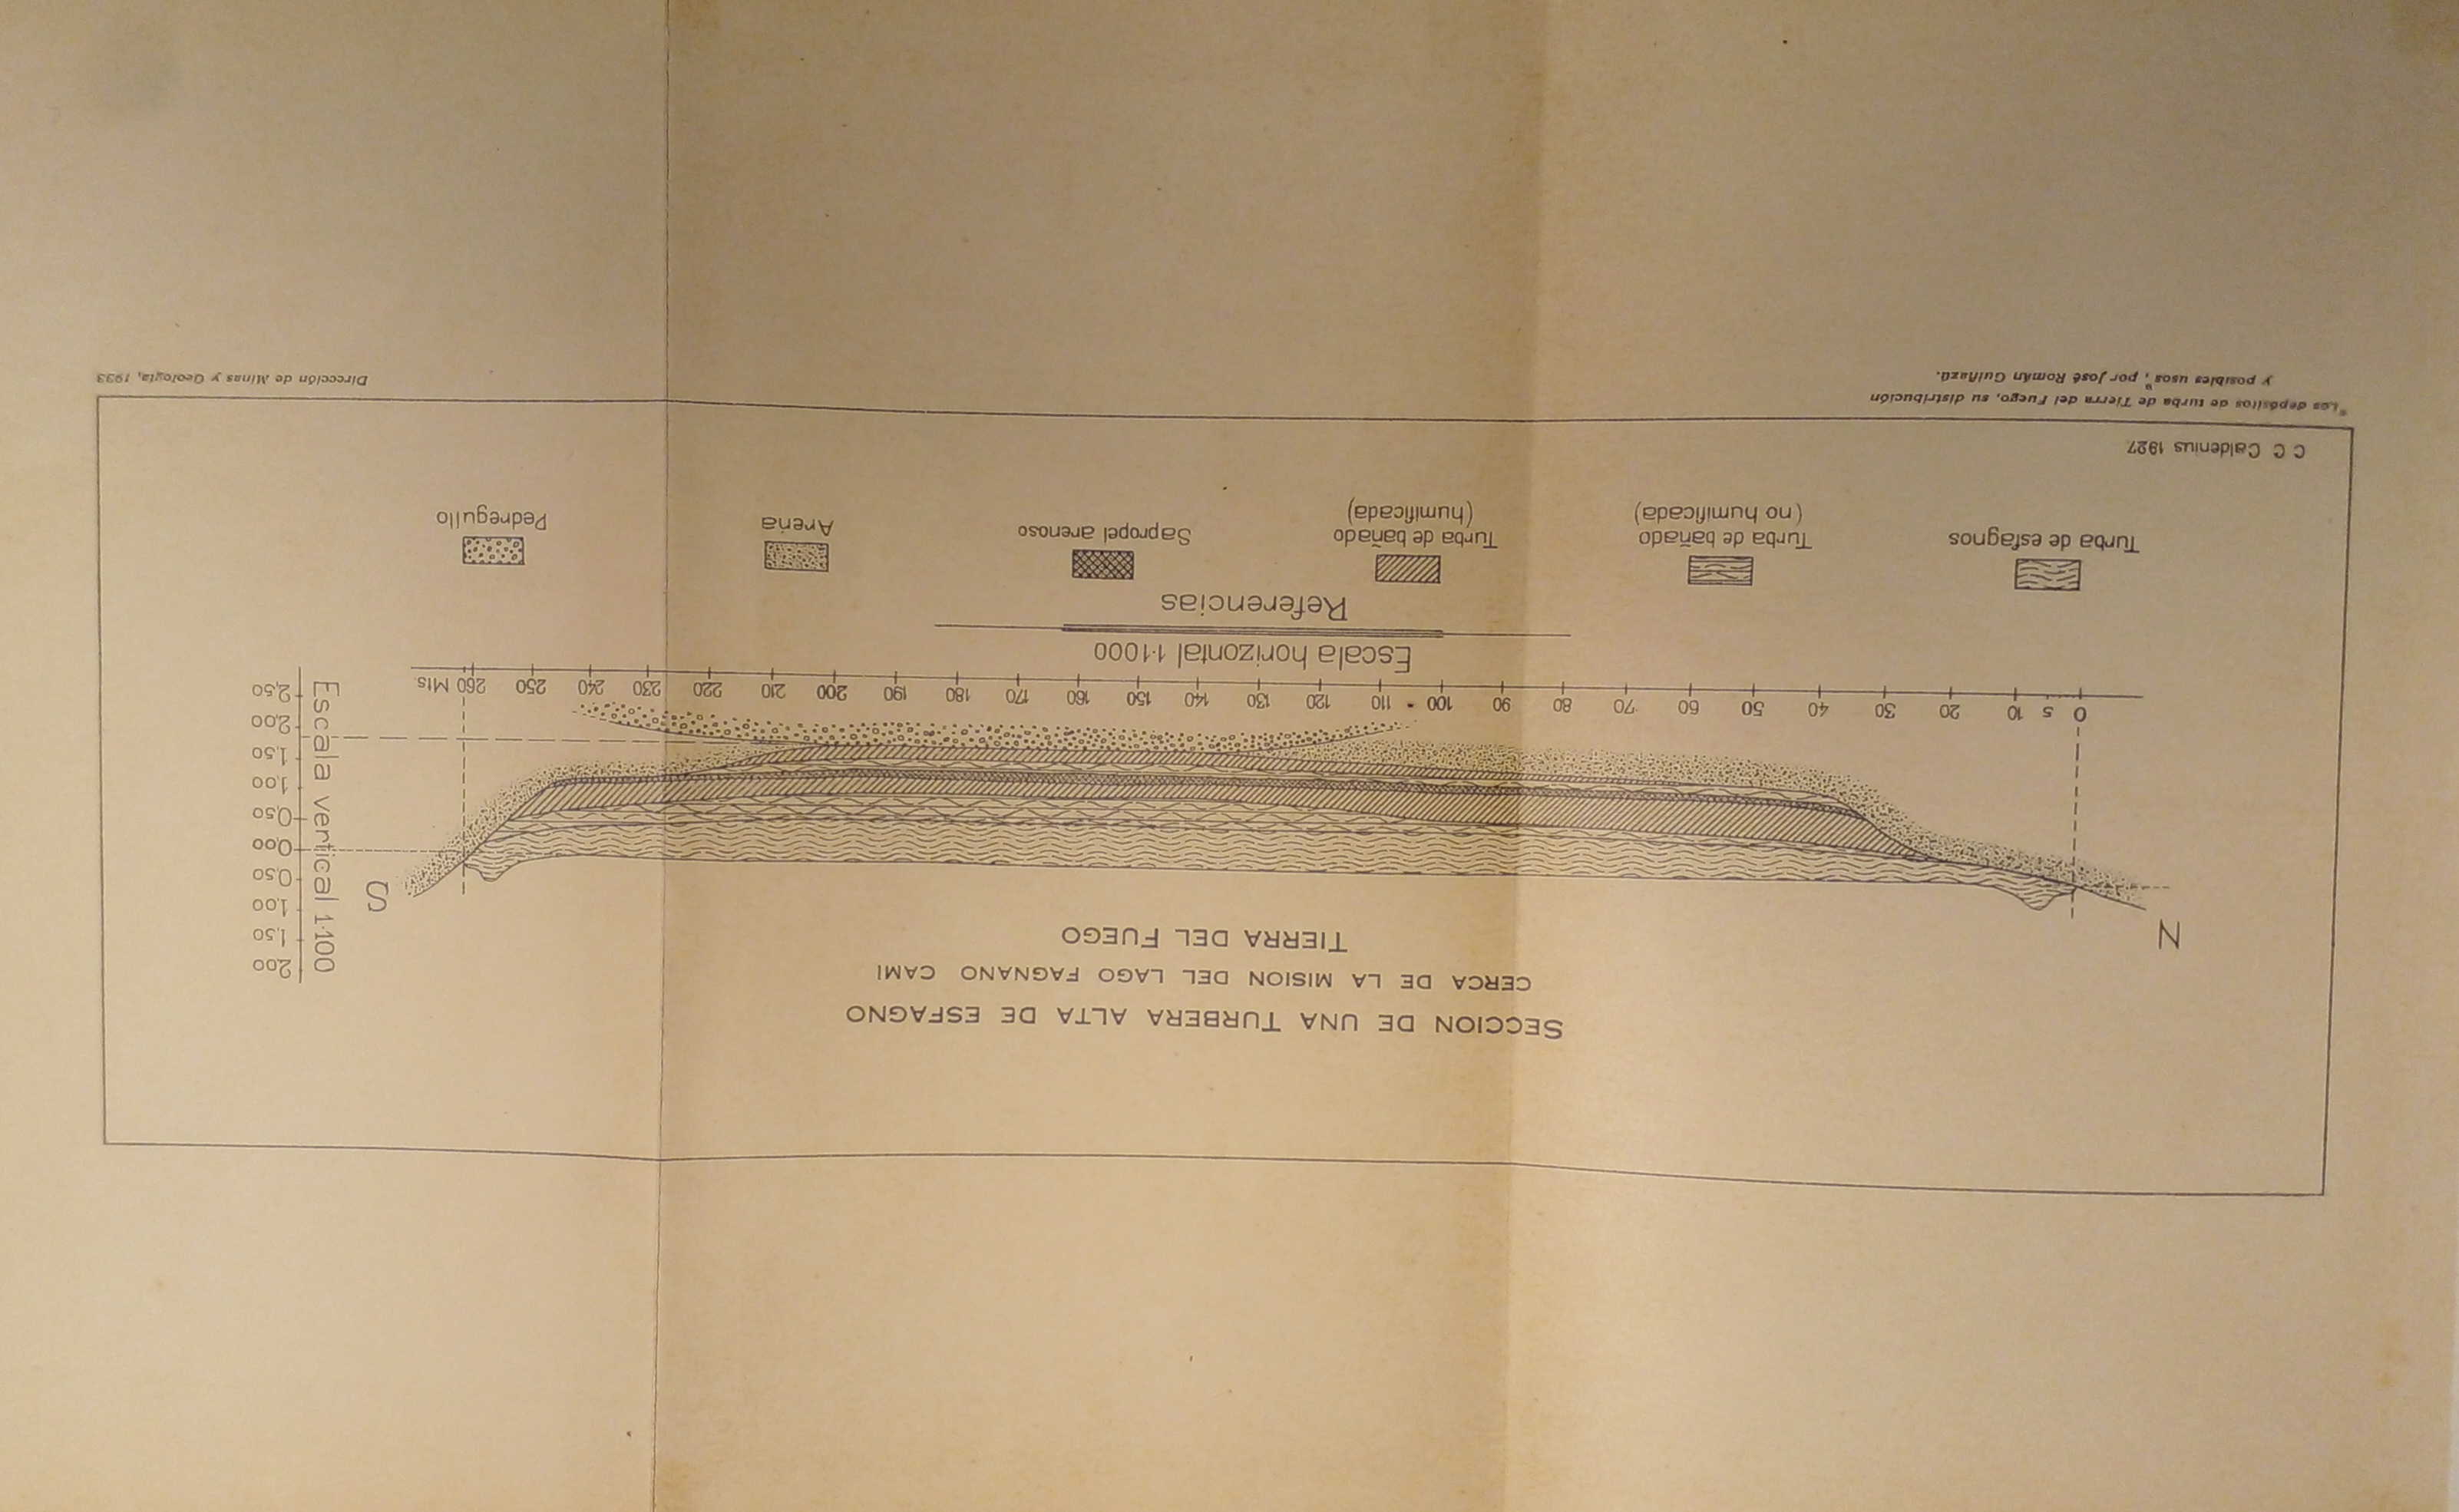 SECCION DE UNA TURBERA ALTA DE ESFAGNO
CERCA DE LA MISION DEL LAGO FAGNANO CAMI
TIERRA DEL FUEGO
N
S
Escala vertical 1:100
2,00
1,50
1,00
0,50
0,00
0,50
1,00
1,50
2,00
2,50
0 5 10 20 30 40 50 60 70 80 90 100 110 120 130 140 150 160 170 180 190 200 210 220 230 240 250 260 Mts.
Escala horizontal 1:1000
Referencias
Turba de esfagnos
Turba de bañado
(no humificada)
Turba de bañado
(humificada)
Sapropel arenoso
Arena
Pedregullo
C C Caldenius 1927
"Los depósitos de turba de Tierra del Fuego, su distribución
y posibles usos", por José Román Guiñazú.
Dirección de Minas y Geología, 1933